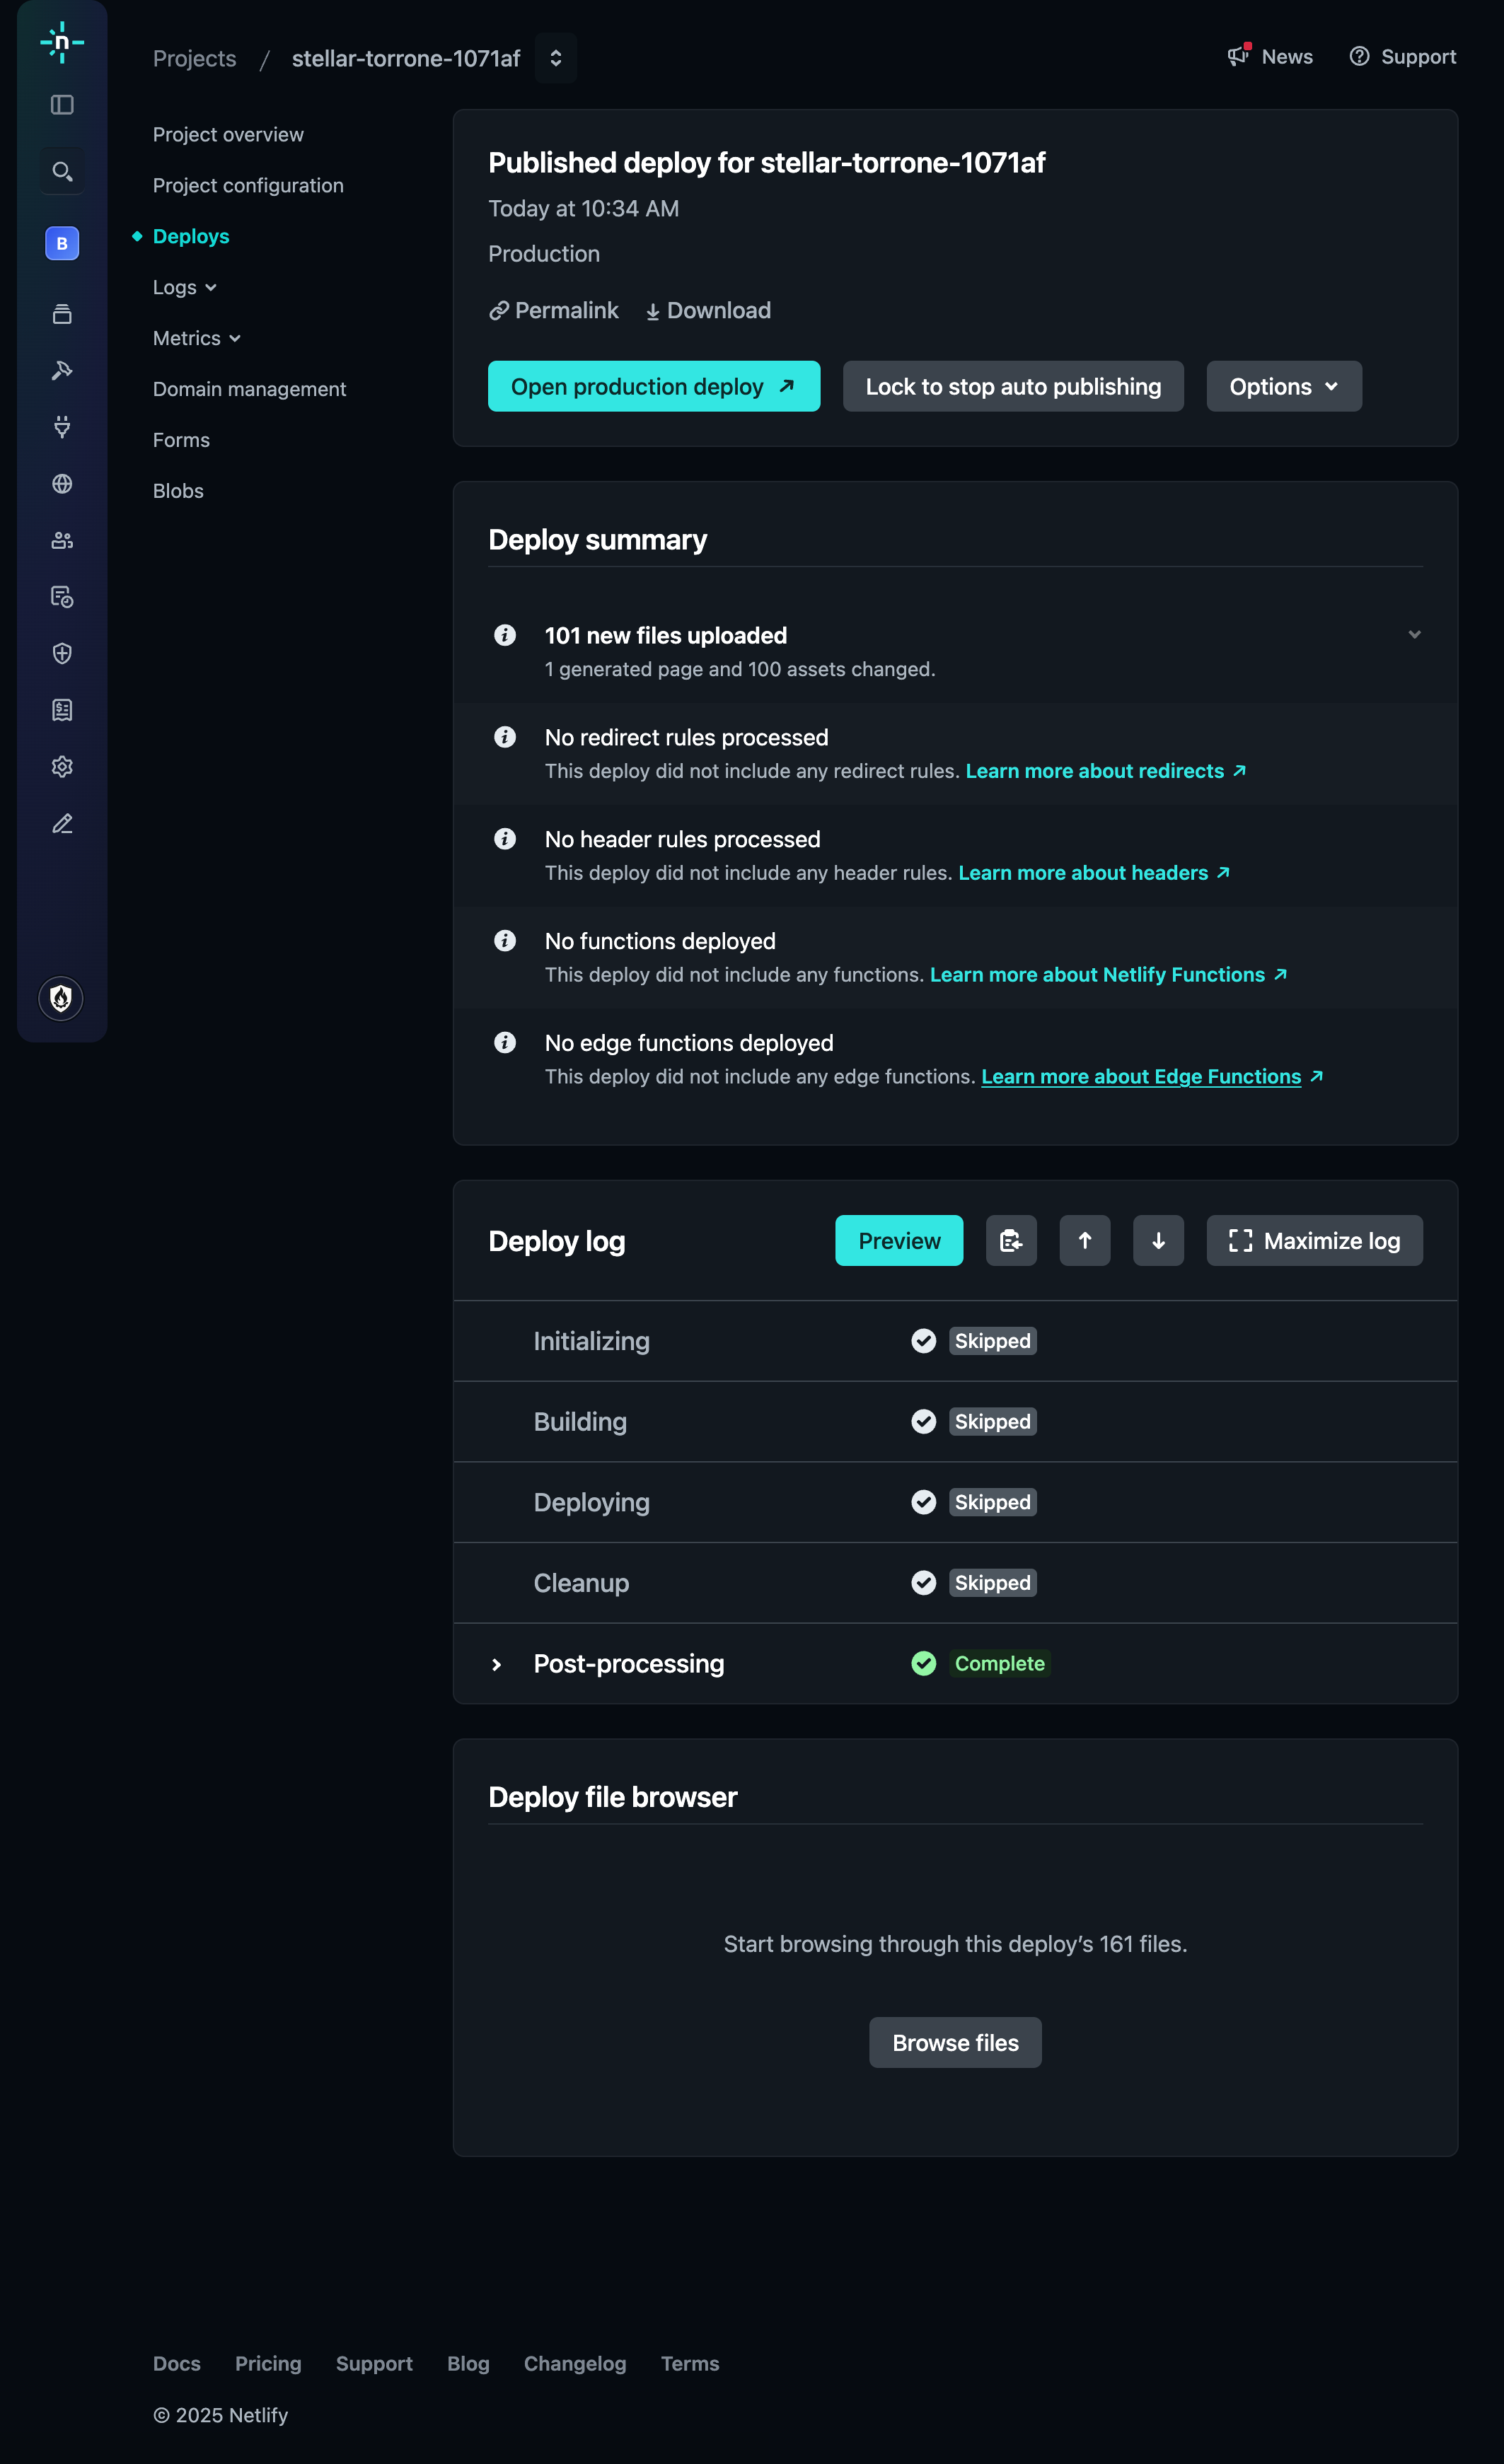 Projects / stellar-torrone-1071af
News
Support
B
Project overview
Project configuration
Deploys
Logs
Metrics
Domain management
Forms
Blobs
Published deploy for stellar-torrone-1071af
Today at 10:34 AM
Production
Permalink Download
Open production deploy
Lock to stop auto publishing
Options
Deploy summary
101 new files uploaded
1 generated page and 100 assets changed.
No redirect rules processed
This deploy did not include any redirect rules. Learn more about redirects
No header rules processed
This deploy did not include any header rules. Learn more about headers
No functions deployed
This deploy did not include any functions. Learn more about Netlify Functions
No edge functions deployed
This deploy did not include any edge functions. Learn more about Edge Functions
Deploy log
Preview
Maximize log
Initializing Skipped
Building Skipped
Deploying Skipped
Cleanup Skipped
Post-processing Complete
Deploy file browser
Start browsing through this deploy’s 161 files.
Browse files
Docs Pricing Support Blog Changelog Terms
© 2025 Netlify